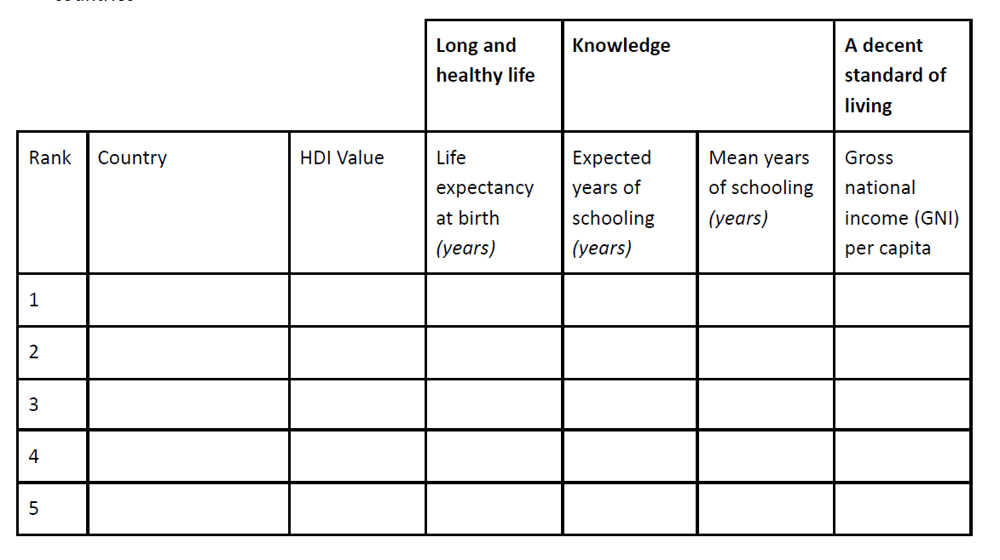 Long and
healthy life
Knowledge
A decent
standard of
living
Rank
Country
HDI Value
Life
expectancy
at birth
(years)
Expected
years of
schooling
(years)
Mean years
of schooling
(years)
Gross
national
income (GNI)
per capita
1
2
3
4
5